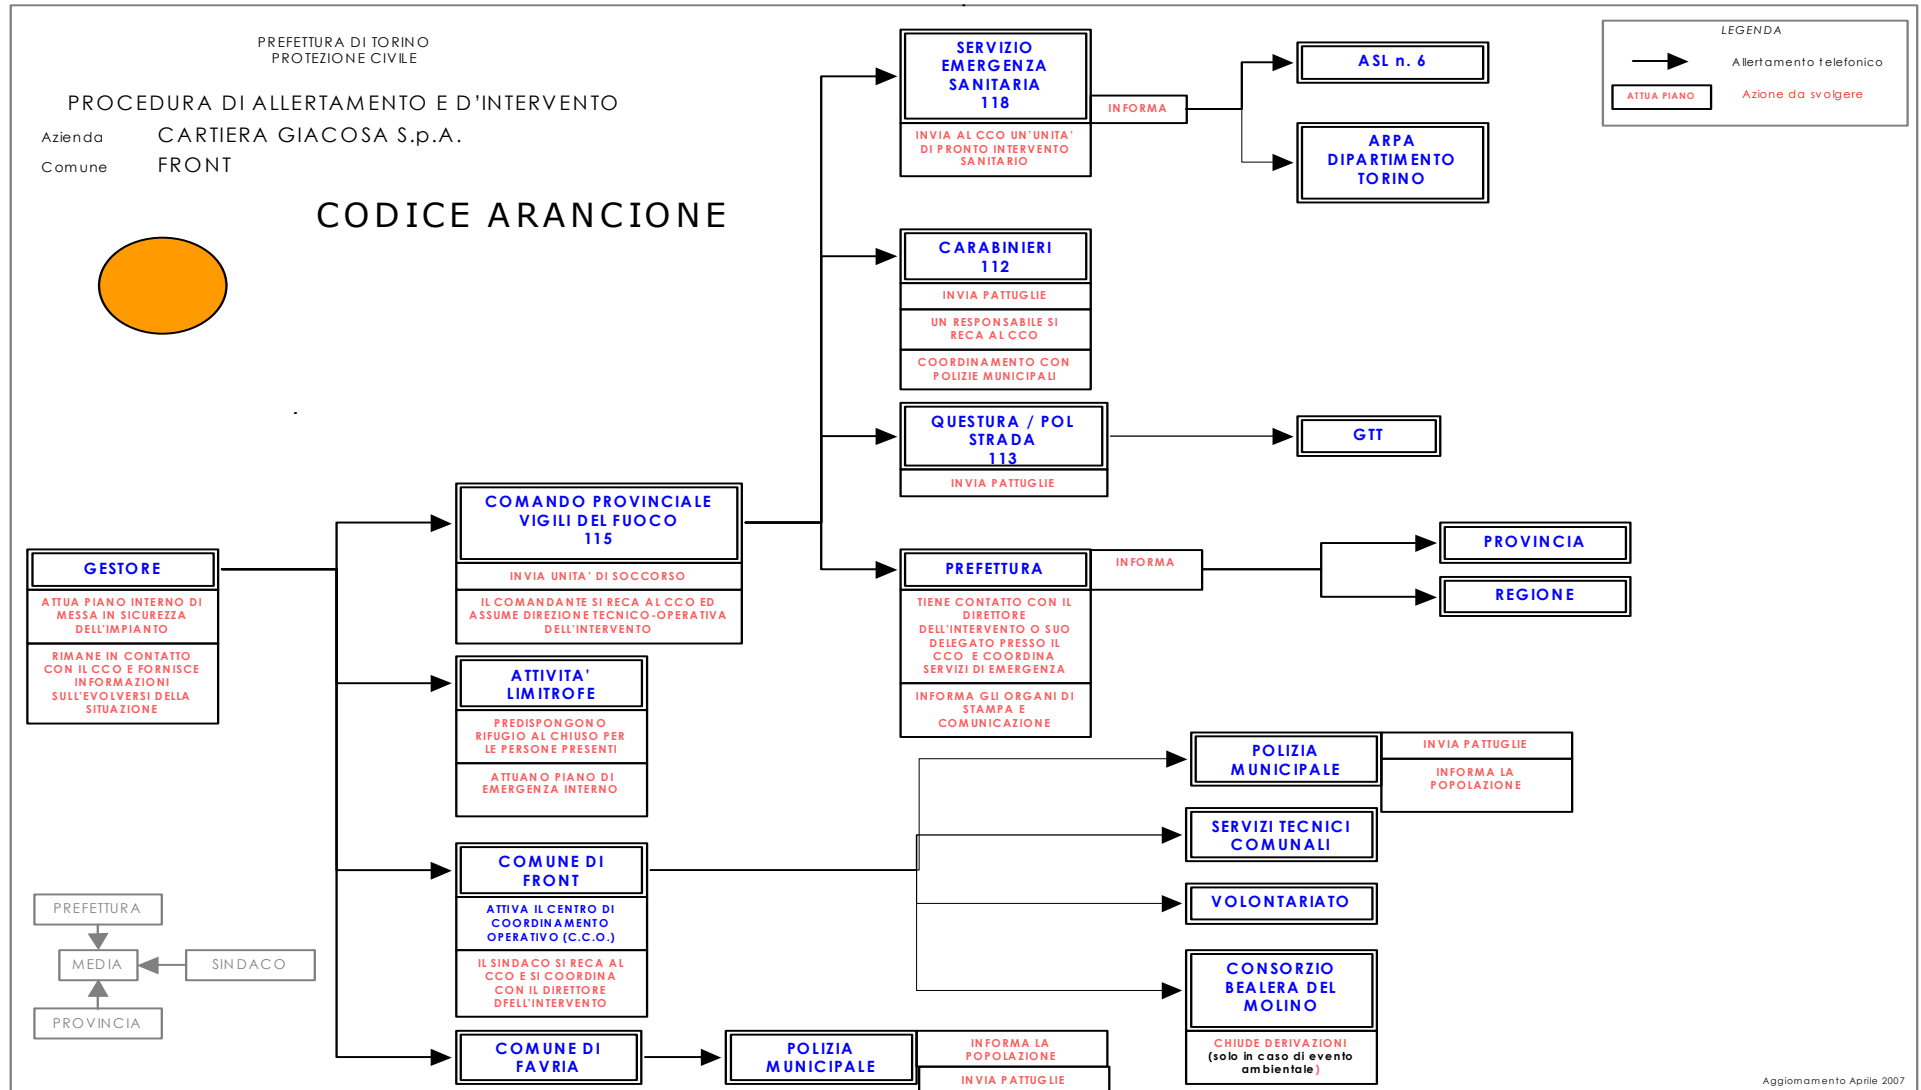 PREFETTURA DI TORINO
PROTEZIONE CIVILE
PROCEDURA DI ALLERTAMENTO E D'INTERVENTO
Azienda CARTIERA GIACOSA S.p.A.
Comune FRONT
CODICE ARANCIONE
LEGENDA
Allertamento telefonico
ATTUA PIANO
Azione da svolgere
GESTORE
ATTUA PIANO INTERNO DI
MESSA IN SICUREZZA
DELL'IMPIANTO
RIMANE IN CONTATTO
CON IL CCO E FORNISCE
INFORMAZIONI
SULL'EVOLVERSI DELLA
SITUAZIONE
COMANDO PROVINCIALE
VIGILI DEL FUOCO
115
INVIA UNITA' DI SOCCORSO
IL COMANDANTE SI RECA AL CCO ED
ASSUME DIREZIONE TECNICO-OPERATIVA
DELL'INTERVENTO
ATTIVITA'
LIMITROFE
PREDISPONGONO
RIFUGIO AL CHIUSO PER
LE PERSONE PRESENTI
ATTUANO PIANO DI
EMERGENZA INTERNO
COMUNE DI
FRONT
ATTIVA IL CENTRO DI
COORDINAMENTO
OPERATIVO (C.C.O.)
IL SINDACO SI RECA AL
CCO E SI COORDINA
CON IL DIRETTORE
DFELL'INTERVENTO
COMUNE DI
FAVRIA
POLIZIA
MUNICIPALE
INFORMA LA
POPOLAZIONE
INVIA PATTUGLIE
SERVIZIO
EMERGENZA
SANITARIA
118
INVIA AL CCO UN'UNITA'
DI PRONTO INTERVENTO
SANITARIO
INFORMA
ASL n. 6
ARPA
DIPARTIMENTO
TORINO
CARABINIERI
112
INVIA PATTUGLIE
UN RESPONSABILE SI
RECA AL CCO
COORDINAMENTO CON
POLIZIE MUNICIPALI
QUESTURA / POL
STRADA
113
INVIA PATTUGLIE
GTT
PREFETTURA
INFORMA
TIENE CONTATTO CON IL
DIRETTORE
DELL'INTERVENTO O SUO
DELEGATO PRESSO IL
CCO E COORDINA
SERVIZI DI EMERGENZA
INFORMA GLI ORGANI DI
STAMPA E
COMUNICAZIONE
PROVINCIA
REGIONE
POLIZIA
MUNICIPALE
INVIA PATTUGLIE
INFORMA LA
POPOLAZIONE
SERVIZI TECNICI
COMUNALI
VOLONTARIATO
CONSORZIO
BEALERA DEL
MOLINO
CHIUDE DERIVAZIONI
(solo in caso di evento
ambientale)
PREFETTURA
MEDIA
SINDACO
PROVINCIA
Aggiornamento Aprile 2007